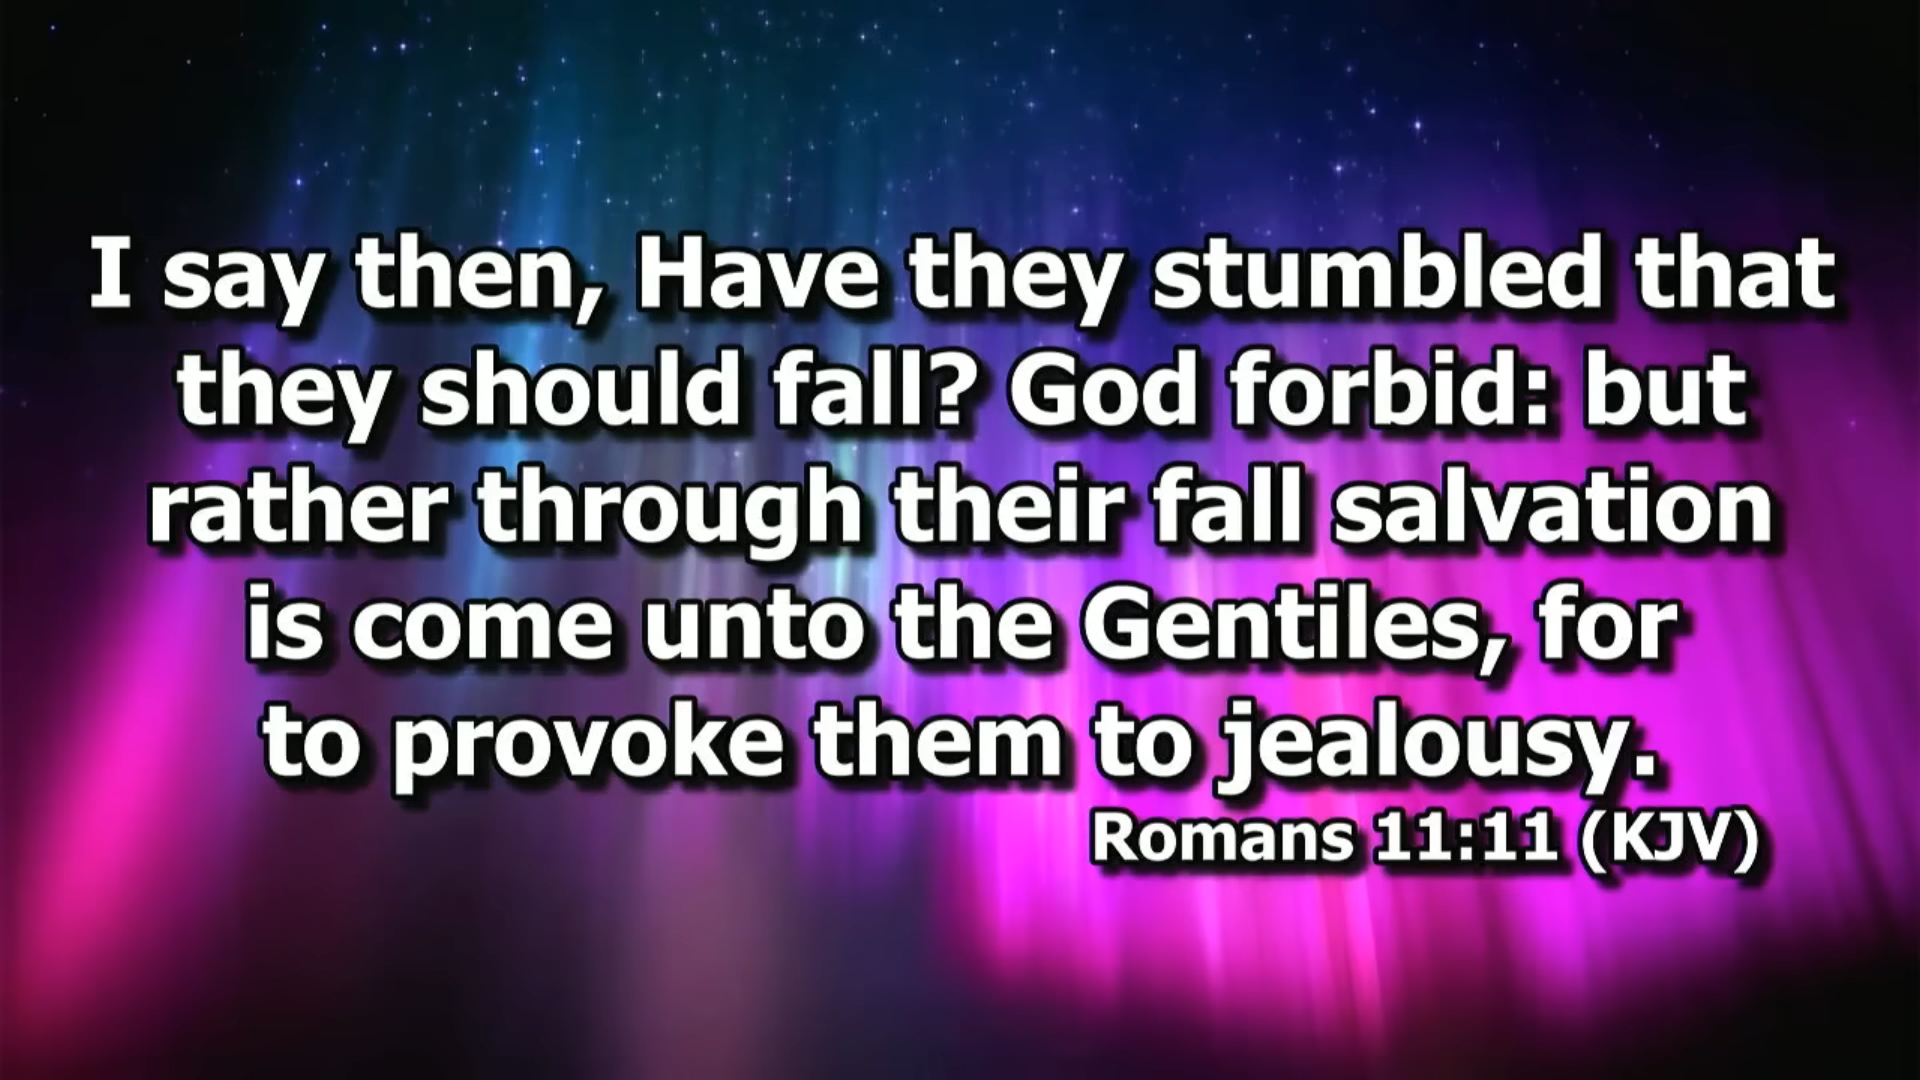 I say then, Have they stumbled that
they should fall? God forbid: but
rather through their fall salvation
is come unto the Gentiles, for
to provoke them to jealousy.
Romans 11:11 (KJV)